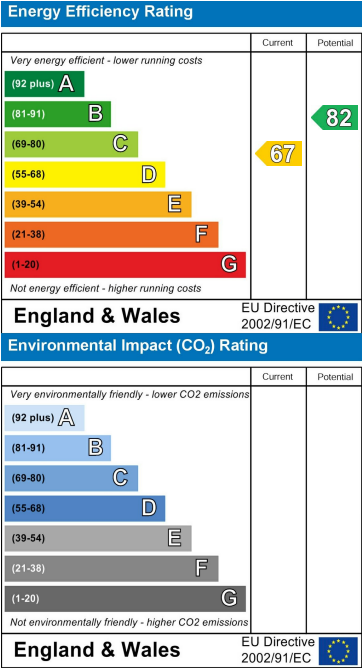 Energy Efficiency Rating
Current Potential
Very energy efficient - lower running costs
(92 plus) A
(81-91) B
82
(69-80) C
67
(55-68) D
(39-54) E
(21-38) F
(1-20) G
Not energy efficient - higher running costs
England & Wales
EU Directive
2002/91/EC
Environmental Impact (CO₂) Rating
Current Potential
Very environmentally friendly - lower CO2 emissions
(92 plus) A
(81-91) B
(69-80) C
(55-68) D
(39-54) E
(21-38) F
(1-20) G
Not environmentally friendly - higher CO2 emissions
England & Wales
EU Directive
2002/91/EC